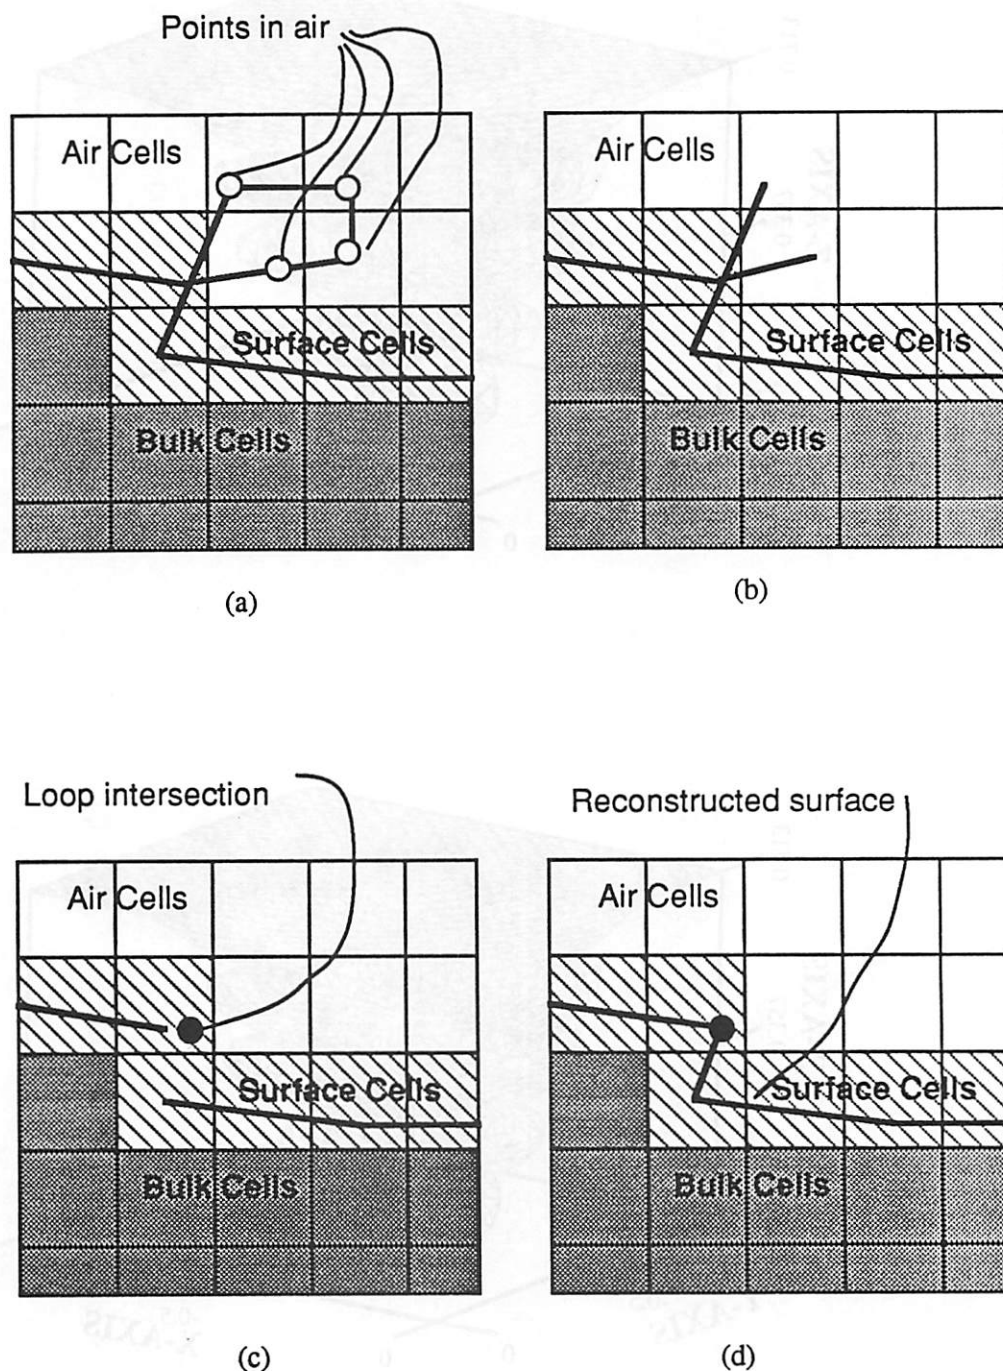 Points in air
Air Cells
Air Cells
Surface Cells
Surface Cells
Bulk Cells
Bulk Cells
(a)
(b)
Loop intersection
Reconstructed surface
Air Cells
Air Cells
Surface Cells
Surface Cells
Bulk Cells
Bulk Cells
(c)
(d)